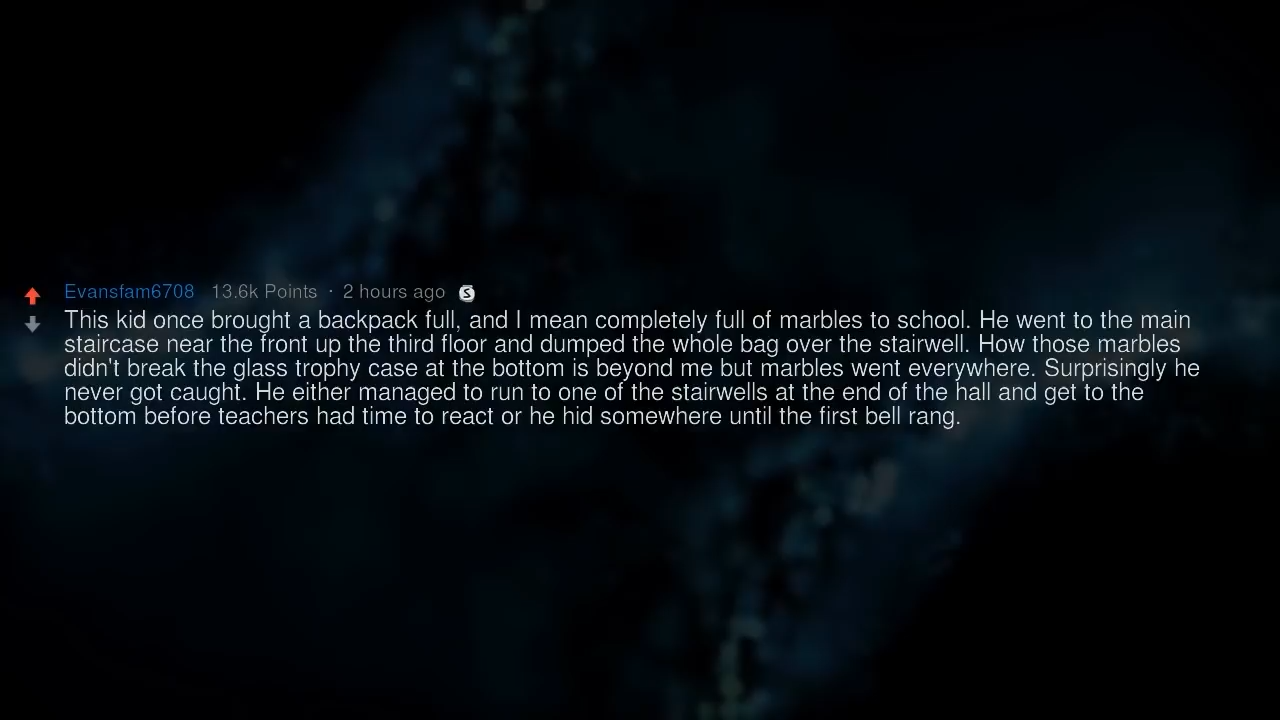 Evansfam6708 13.6k Points · 2 hours ago S
This kid once brought a backpack full, and I mean completely full of marbles to school. He went to the main
staircase near the front up the third floor and dumped the whole bag over the stairwell. How those marbles
didn't break the glass trophy case at the bottom is beyond me but marbles went everywhere. Surprisingly he
never got caught. He either managed to run to one of the stairwells at the end of the hall and get to the
bottom before teachers had time to react or he hid somewhere until the first bell rang.